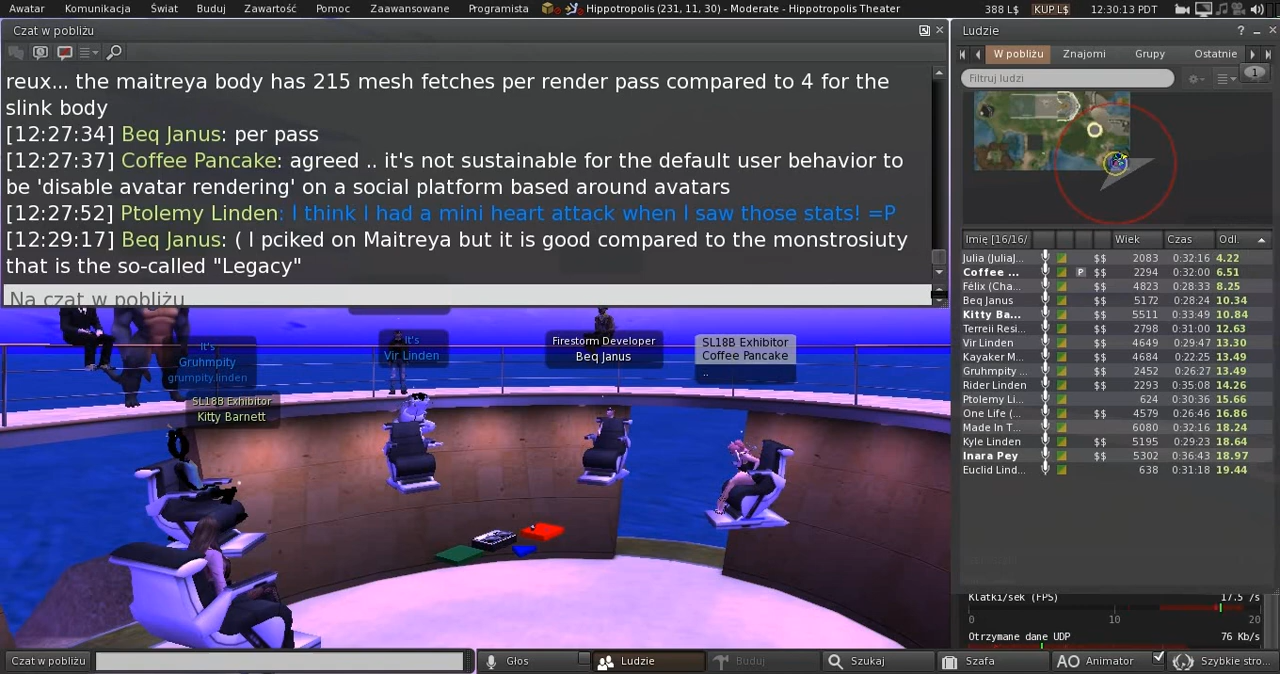 Awatar Komunikacja Świat Buduj Zawartość Pomoc Zaawansowane Programista Hippotropolis (231, 11, 30) - Moderate - Hippotropolis Theater 388 L$ KUP L$ 12:30:13 PDT
Czat w pobliżu
reux... the maitreya body has 215 mesh fetches per render pass compared to 4 for the
slink body
[12:27:34] Beq Janus: per pass
[12:27:37] Coffee Pancake: agreed .. it's not sustainable for the default user behavior to
be 'disable avatar rendering' on a social platform based around avatars
[12:27:52] Ptolemy Linden: I think I had a mini heart attack when I saw those stats! =P
[12:29:17] Beq Janus: ( I pciked on Maitreya but it is good compared to the monstrosiuty
that is the so-called "Legacy"
Na czat w pobliżu
It's
Gruhmpity
grumpity.linden
SL18B Exhibitor
Kitty Barnett
It's
Vir Linden
Firestorm Developer
Beq Janus
SL18B Exhibitor
Coffee Pancake
..
Ludzie ?
W pobliżu Znajomi Grupy Ostatnie
Filtruj ludzi 1
Imię [16/16/ Wiek Czas Odl.
Julia (JuliaJ... $$ 2083 0:32:16 4.22
Coffee ... P $$ 2294 0:32:00 6.51
Félix (Cha... $$ 4823 0:28:33 8.25
Beq Janus $$ 5172 0:28:24 10.34
Kitty Ba... $$ 5511 0:33:49 10.84
Terreii Resi... $$ 2798 0:31:00 12.63
Vir Linden $$ 4649 0:29:47 13.30
Kayaker M... $$ 4684 0:22:25 13.49
Gruhmpity ... $$ 2452 0:26:27 13.49
Rider Linden $$ 2293 0:35:08 14.26
Ptolemy Li... 624 0:30:36 15.66
One Life (... $$ 4579 0:26:46 16.86
Made In T... 6080 0:32:16 18.24
Kyle Linden $$ 5195 0:29:23 18.64
Inara Pey $$ 5302 0:36:43 18.97
Euclid Lind... 638 0:31:18 19.44
Klatki/sek (FPS) 17.5 /s
0 10 20
Otrzymane dane UDP 76 Kb/s
Czat w pobliżu Głos Ludzie Buduj Szukaj Szafa AO Animator Szybkie stro...